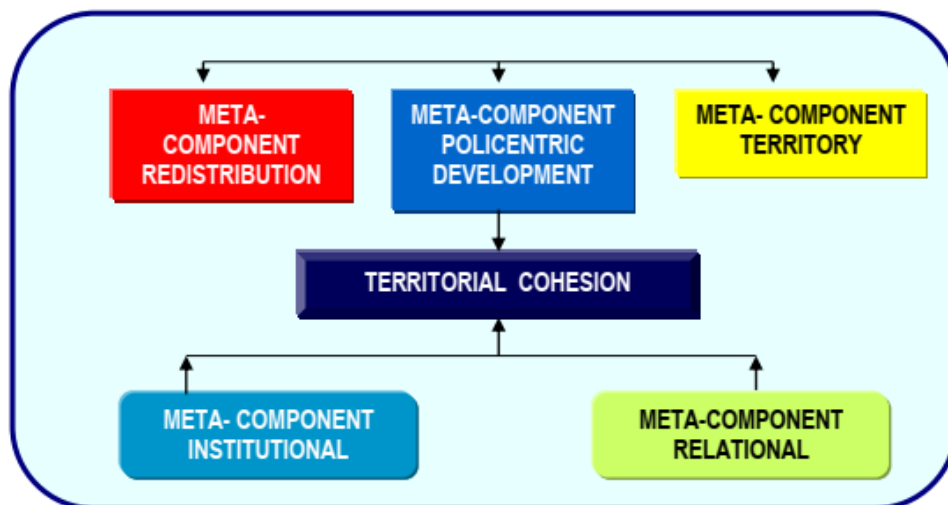 META-
COMPONENT
REDISTRIBUTION
META-COMPONENT
POLICENTRIC
DEVELOPMENT
META- COMPONENT
TERRITORY
TERRITORIAL COHESION
META- COMPONENT
INSTITUTIONAL
META-COMPONENT
RELATIONAL